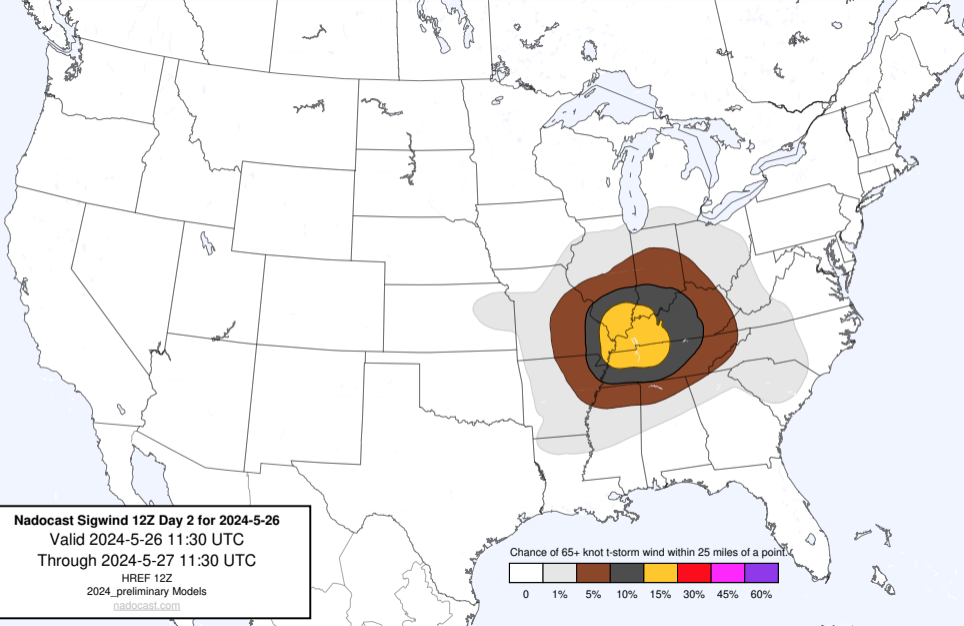 Nadocast Sigwind 12Z Day 2 for 2024-5-26
Valid 2024-5-26 11:30 UTC
Through 2024-5-27 11:30 UTC
HREF 12Z
2024_preliminary Models
nadocast.com
Chance of 65+ knot t-storm wind within 25 miles of a point.
0 1% 5% 10% 15% 30% 45% 60%